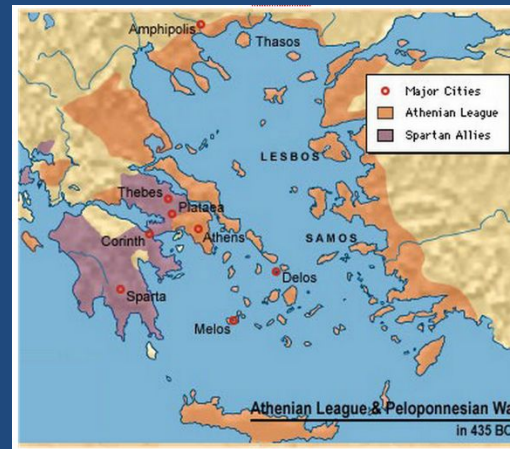 Amphipolis
Thasos
Major Cities
Athenian League
Spartan Allies
LESBOS
Thebes
Plataea
Corinth
Athens
SAMOS
Delos
Sparta
Melos
Athenian League & Peloponnesian Wa
in 435 BC